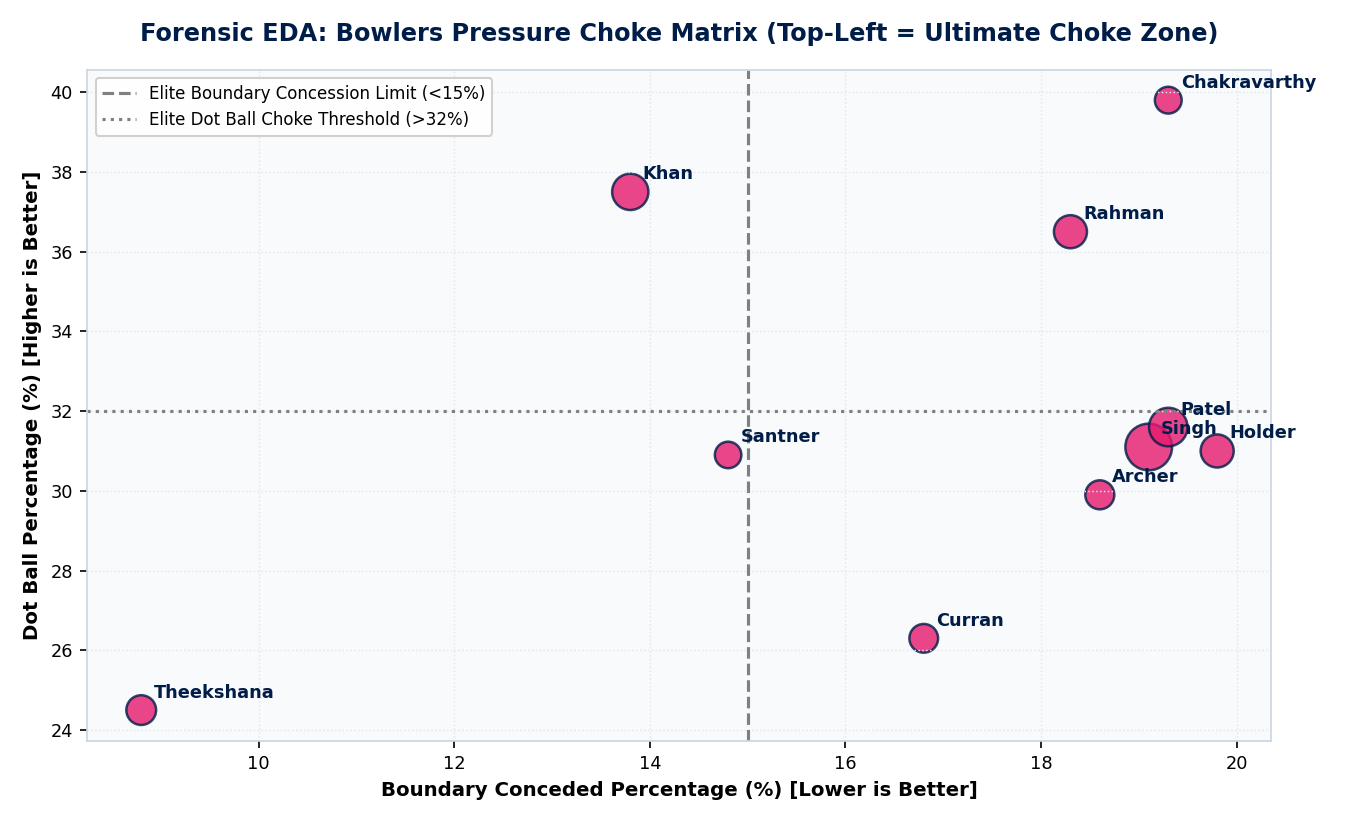 Forensic EDA: Bowlers Pressure Choke Matrix (Top-Left = Ultimate Choke Zone)
Elite Boundary Concession Limit (<15%)
Elite Dot Ball Choke Threshold (>32%)
Dot Ball Percentage (%) [Higher is Better]
40
38
36
34
32
30
28
26
24
Chakravarthy
Khan
Rahman
Patel
Singh
Holder
Santner
Archer
Curran
Theekshana
10
12
14
16
18
20
Boundary Conceded Percentage (%) [Lower is Better]